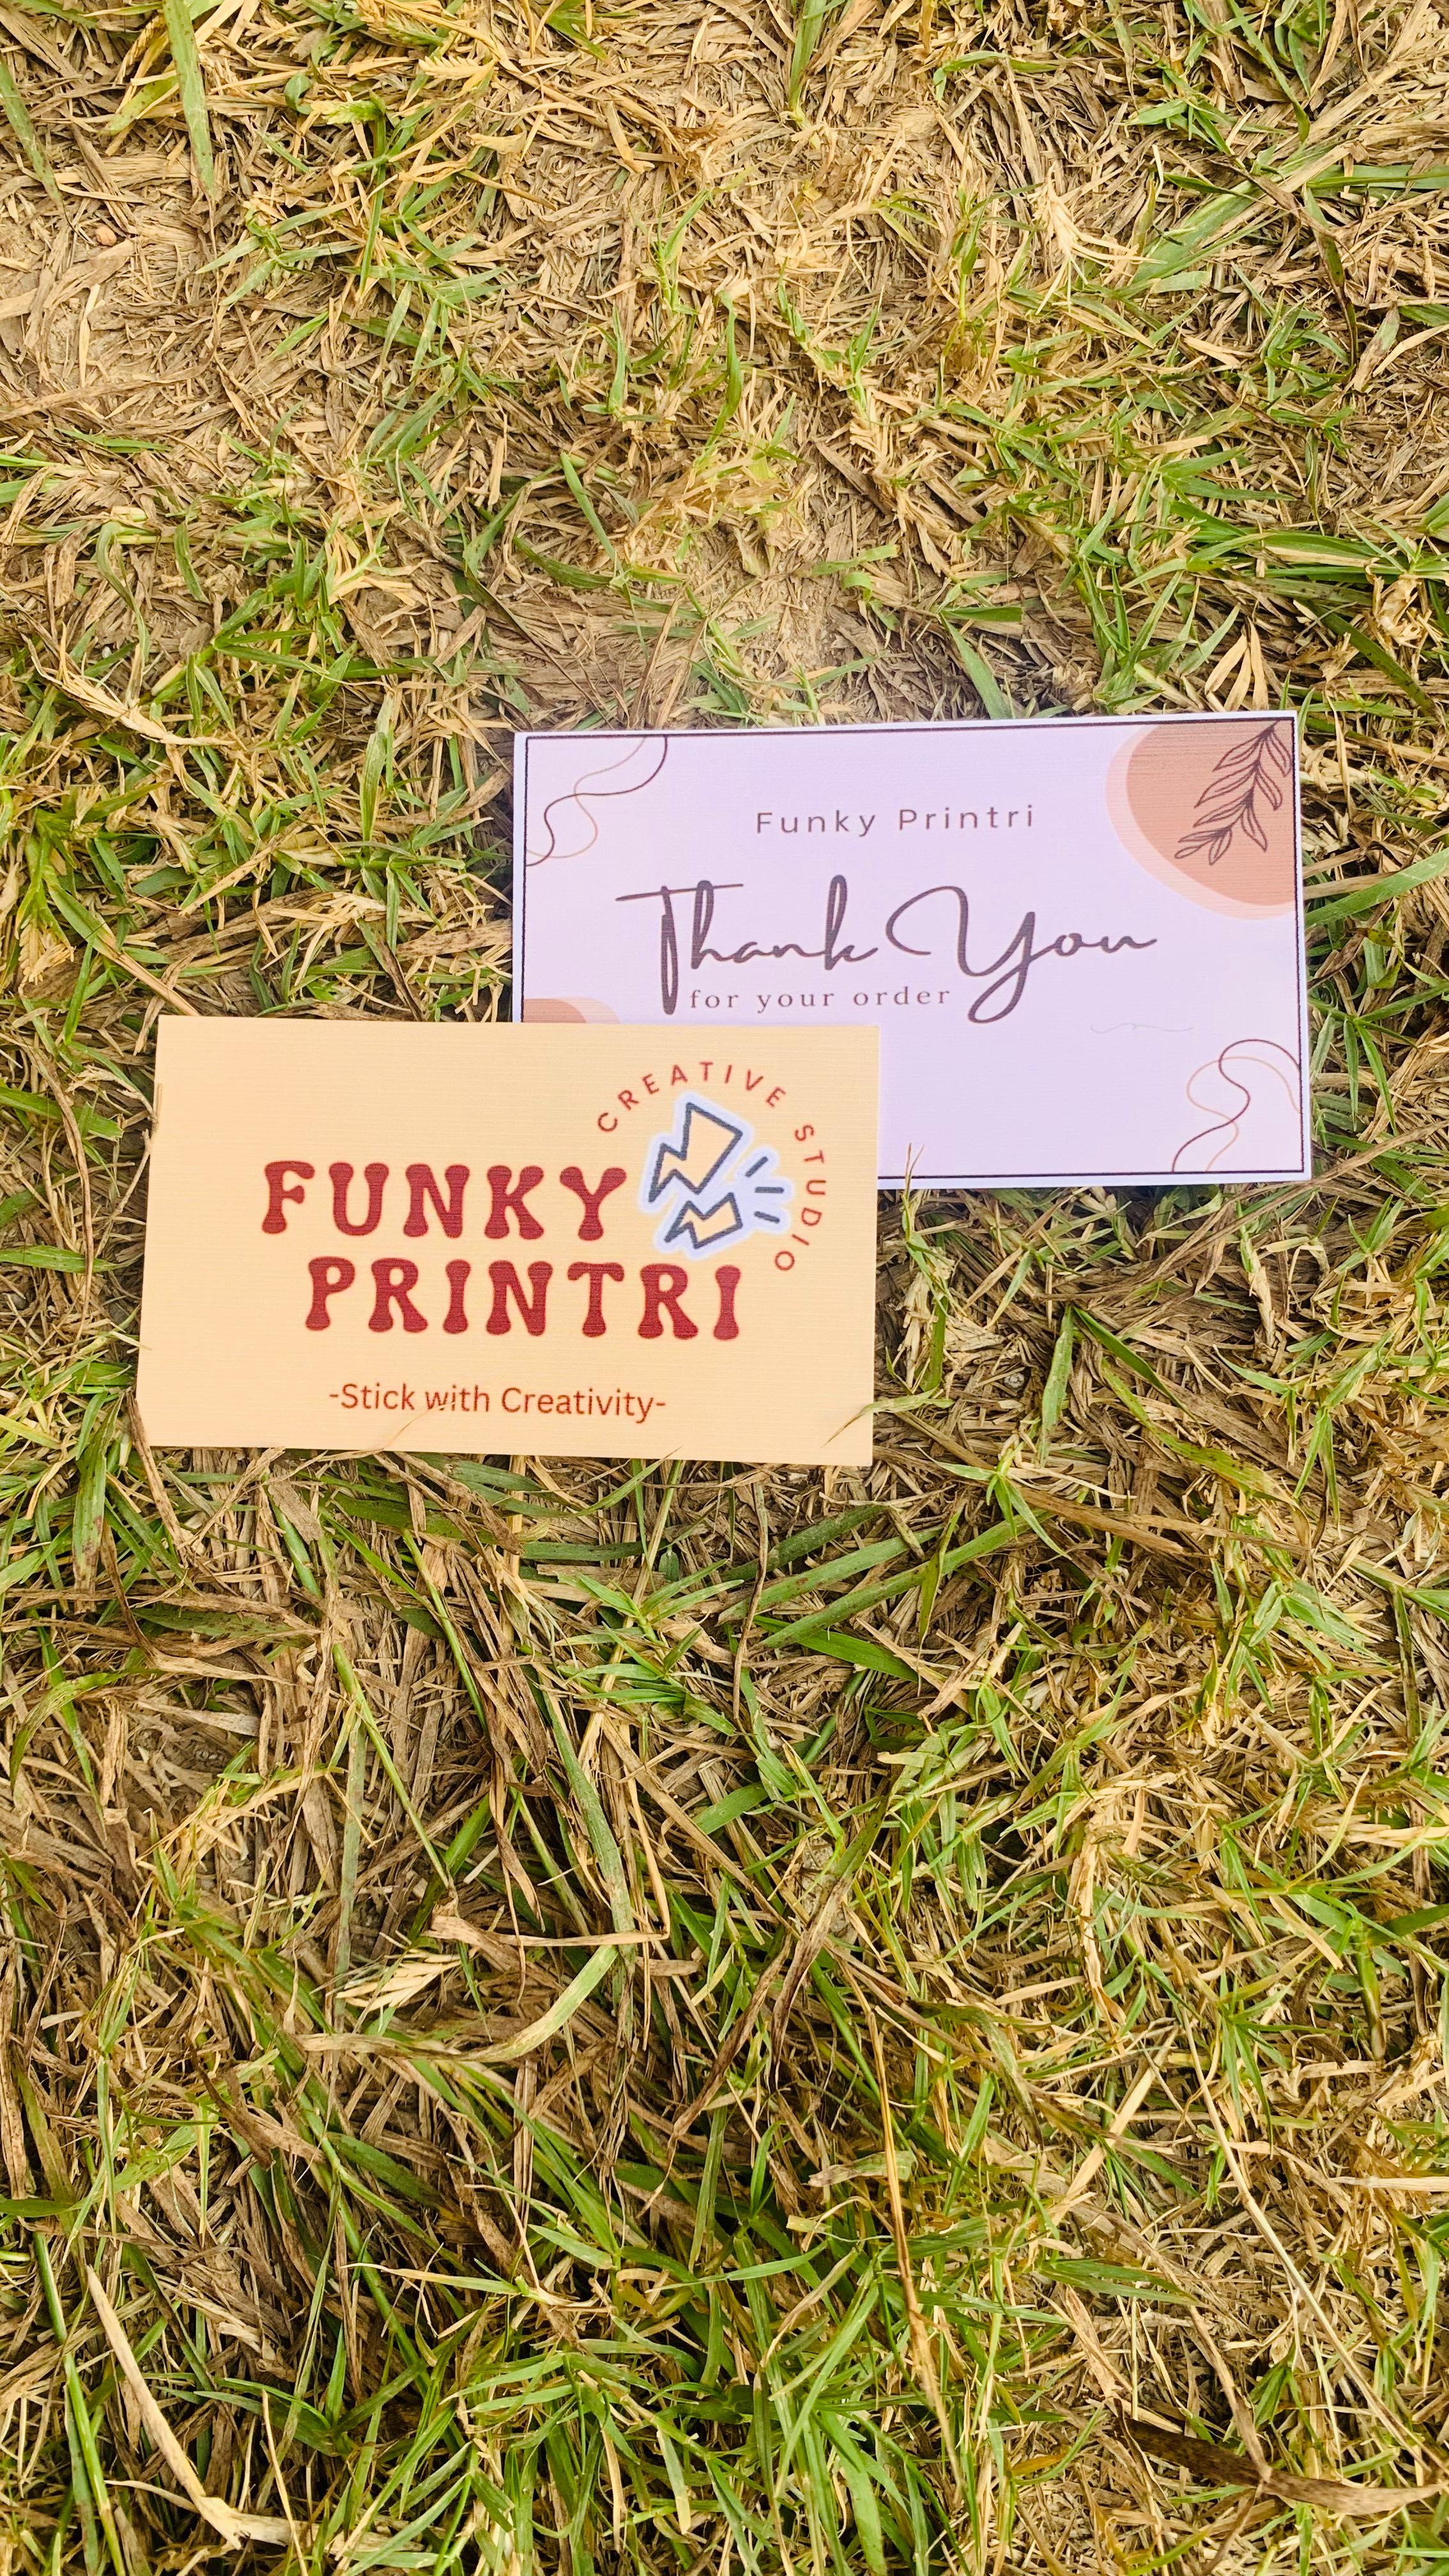 Funky Printri
Thank You
for your order
CREATIVE STUDIO
FUNKY
PRINTRI
-Stick with Creativity-